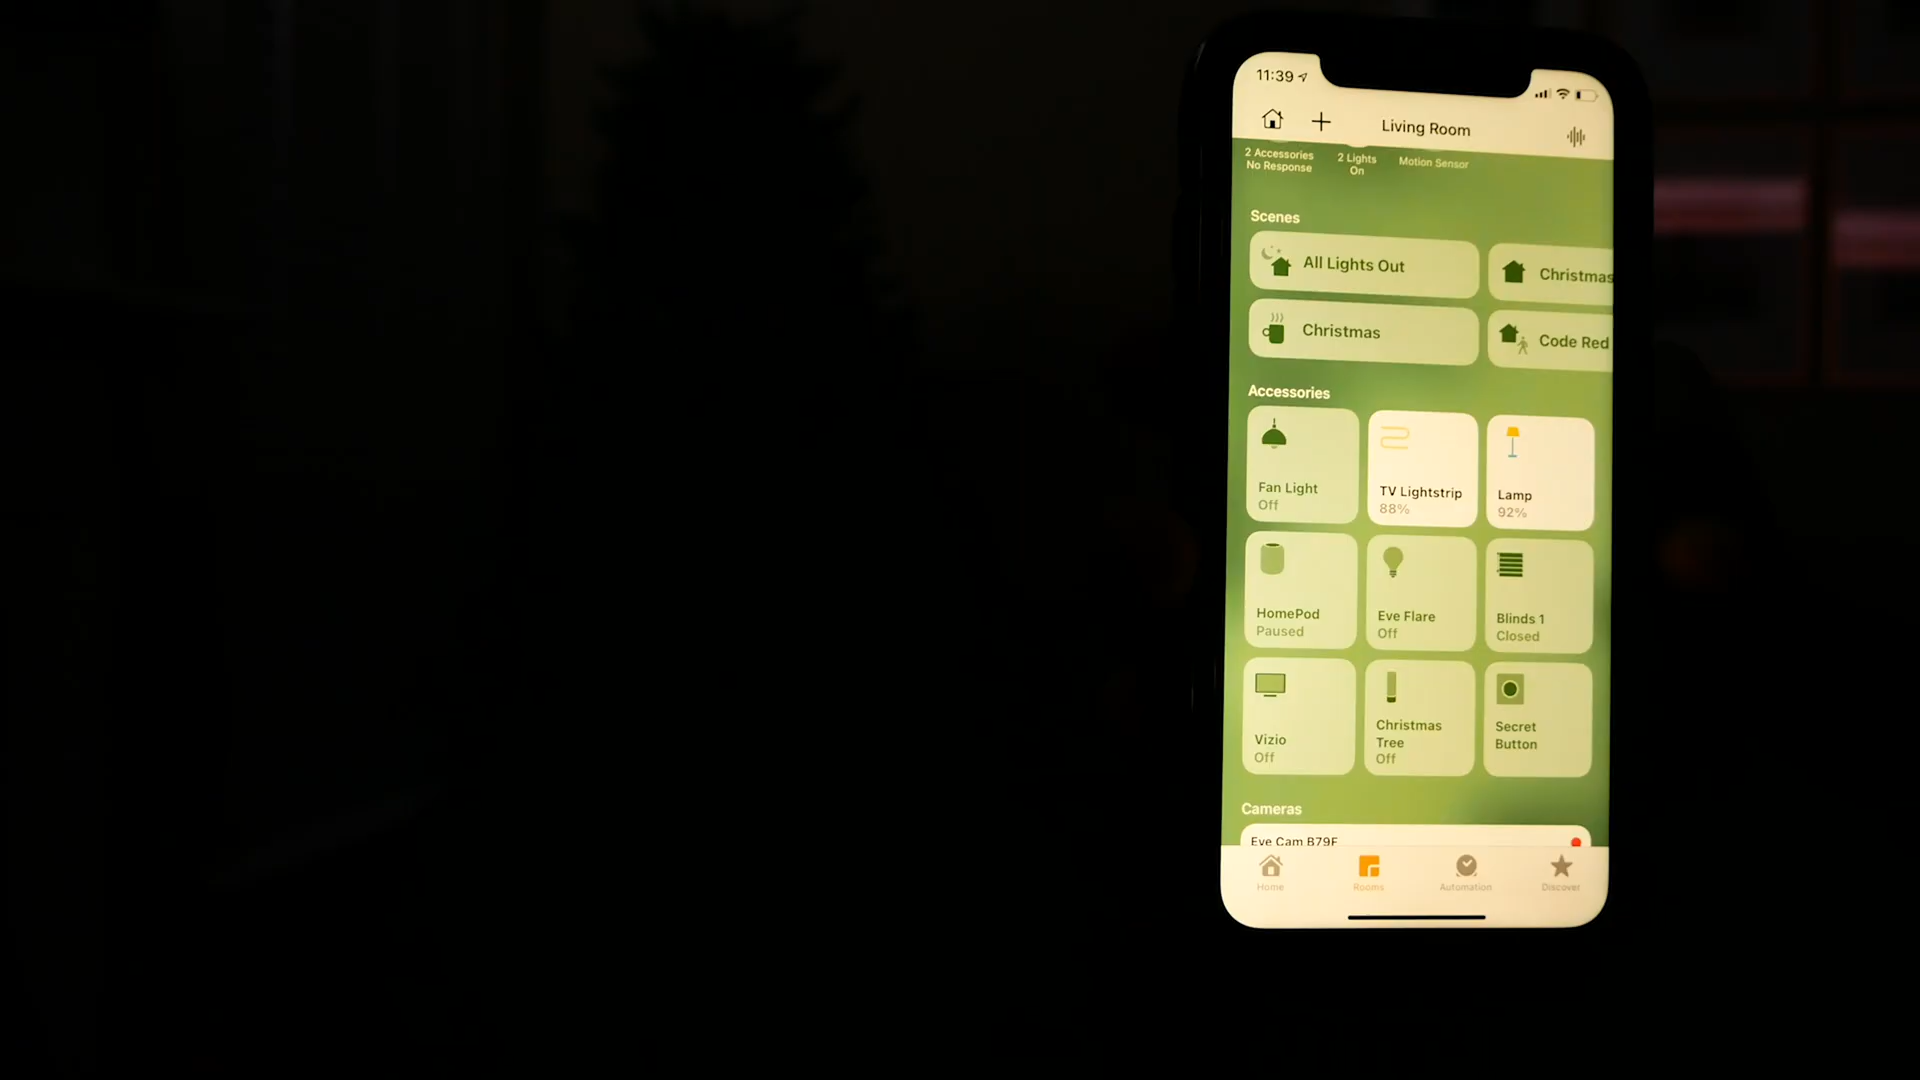 11:39
Living Room
2 Accessories
No Response
2 Lights
On
Motion Sensor
Scenes
All Lights Out
Christmas
Christmas
Code Red
Accessories
Fan Light
Off
TV Lightstrip
88%
Lamp
92%
HomePod
Paused
Eve Flare
Off
Blinds 1
Closed
Vizio
Off
Christmas
Tree
Off
Secret
Button
Cameras
Eve Cam B79F
Home
Rooms
Automation
Discover